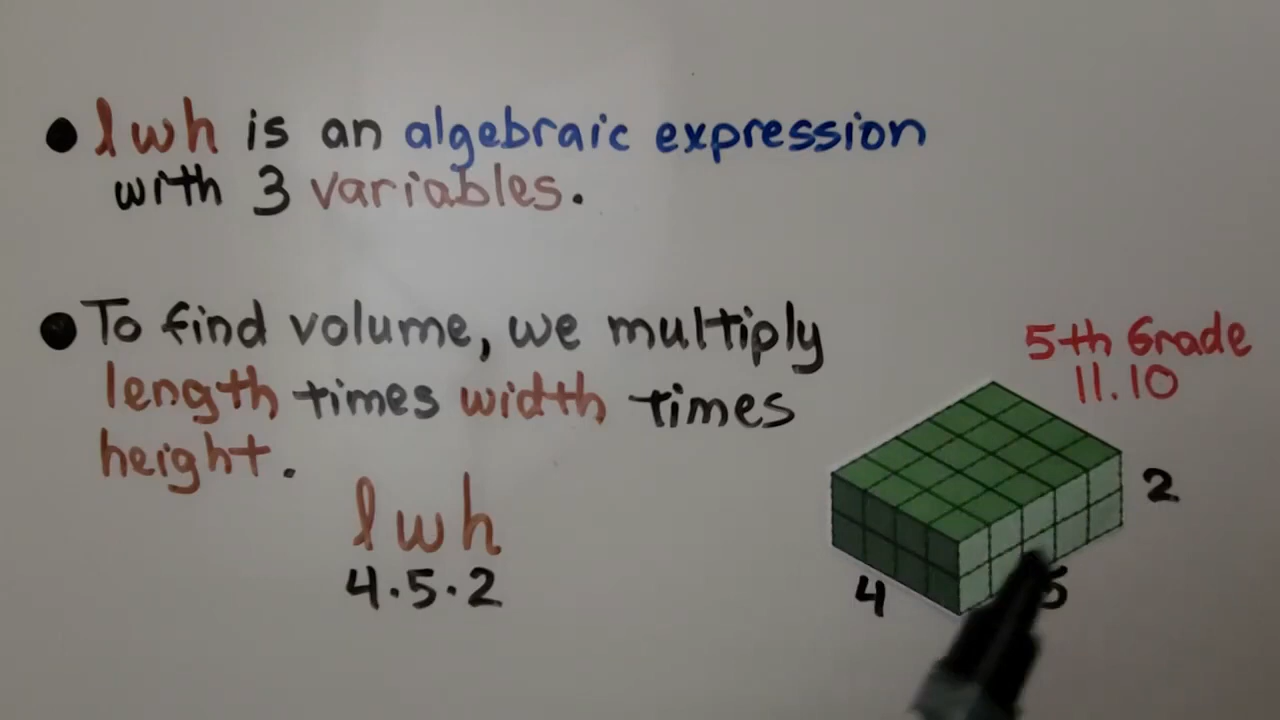 • lwh is an algebraic expression
with 3 variables.
• To find volume, we multiply
length times width times
height.
lwh
4·5·2
5th Grade
11.10
2
4
5